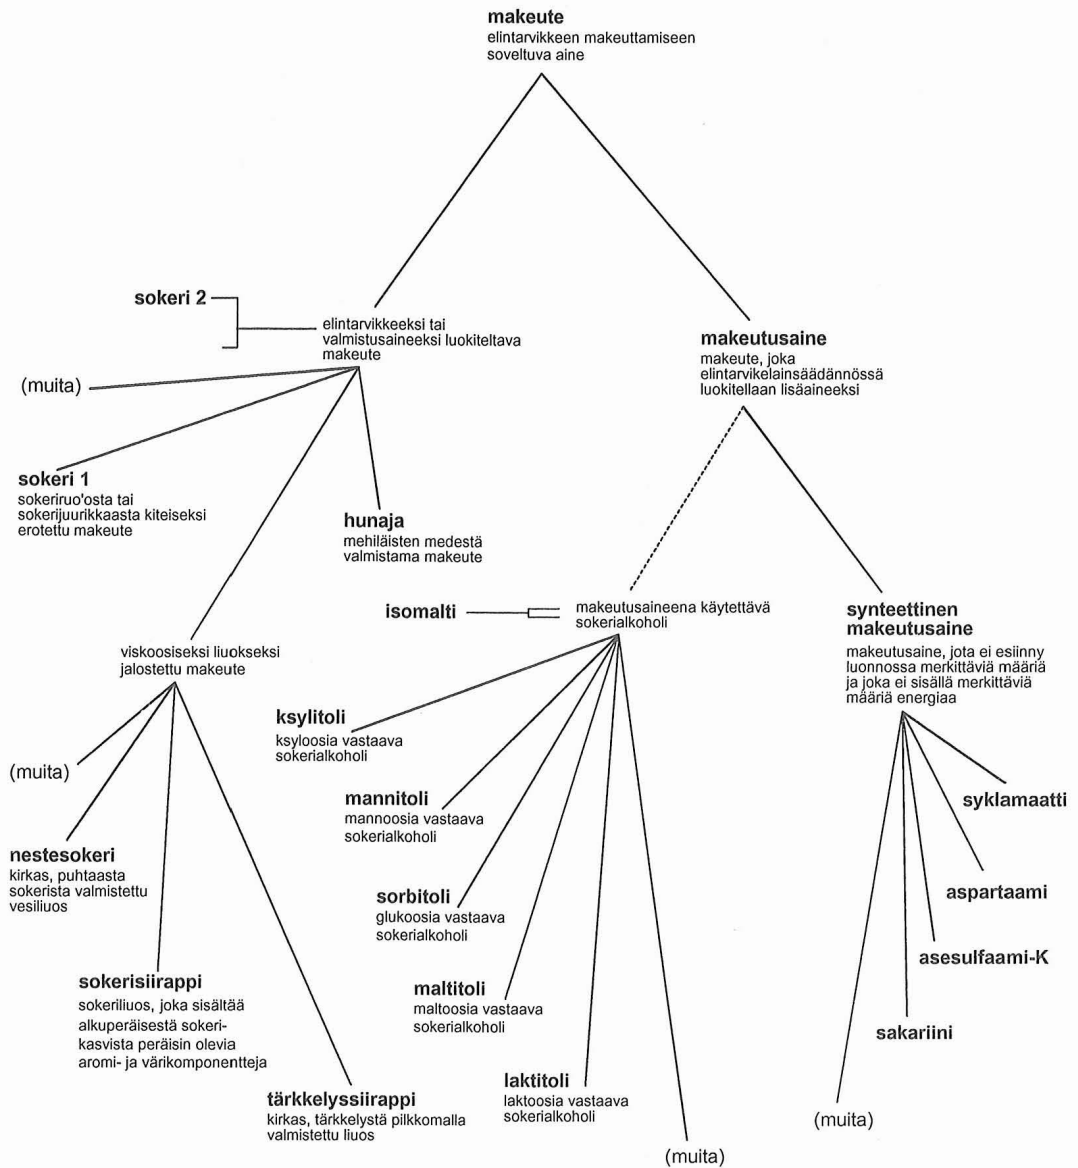 makeute
elintarvikkeen makeuttamiseen
soveltuva aine
sokeri 2
elintarvikkeeksi tai
valmistusaineeksi luokiteltava
makeute
makeutusaine
makeute, joka
elintarvikelainsäädännössä
luokitellaan lisäaineeksi
(muita)
sokeri 1
sokeriruo'osta tai
sokerijuurikkaasta kiteiseksi
erotettu makeute
hunaja
mehiläisten medestä
valmistama makeute
isomalti
makeutusaineena käytettävä
sokerialkoholi
synteettinen
makeutusaine
makeutusaine, jota ei esiinny
luonnossa merkittäviä määriä
ja joka ei sisällä merkittäviä
määriä energiaa
viskoosiseksi liuokseksi
jalostettu makeute
(muita)
nestesokeri
kirkas, puhtaasta
sokerista valmistettu
vesiliuos
sokerisiirappi
sokeriliuos, joka sisältää
alkuperäisestä sokeri-
kasvista peräisin olevia
aromi- ja värikomponentteja
tärkkelyssiirappi
kirkas, tärkkelystä pilkkomalla
valmistettu liuos
ksylitoli
ksyloosia vastaava
sokerialkoholi
mannitoli
mannoosia vastaava
sokerialkoholi
sorbitoli
glukoosia vastaava
sokerialkoholi
maltitoli
maltoosia vastaava
sokerialkoholi
laktitoli
laktoosia vastaava
sokerialkoholi
(muita)
syklamaatti
aspartaami
asesulfaami-K
sakariini
(muita)